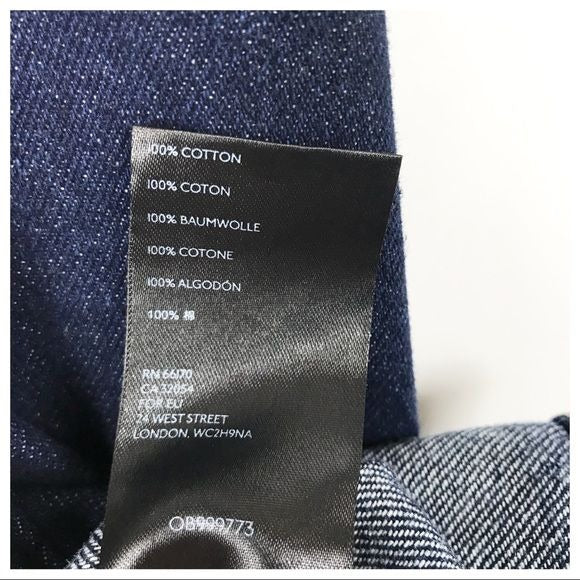 100% COTTON
100% COTON
100% BAUMWOLLE
100% COTONE
100% ALGODÓN
100% 棉
RN 66170
CA 32054
FOR EU
24 WEST STREET
LONDON, WC2H9NA
OB999773